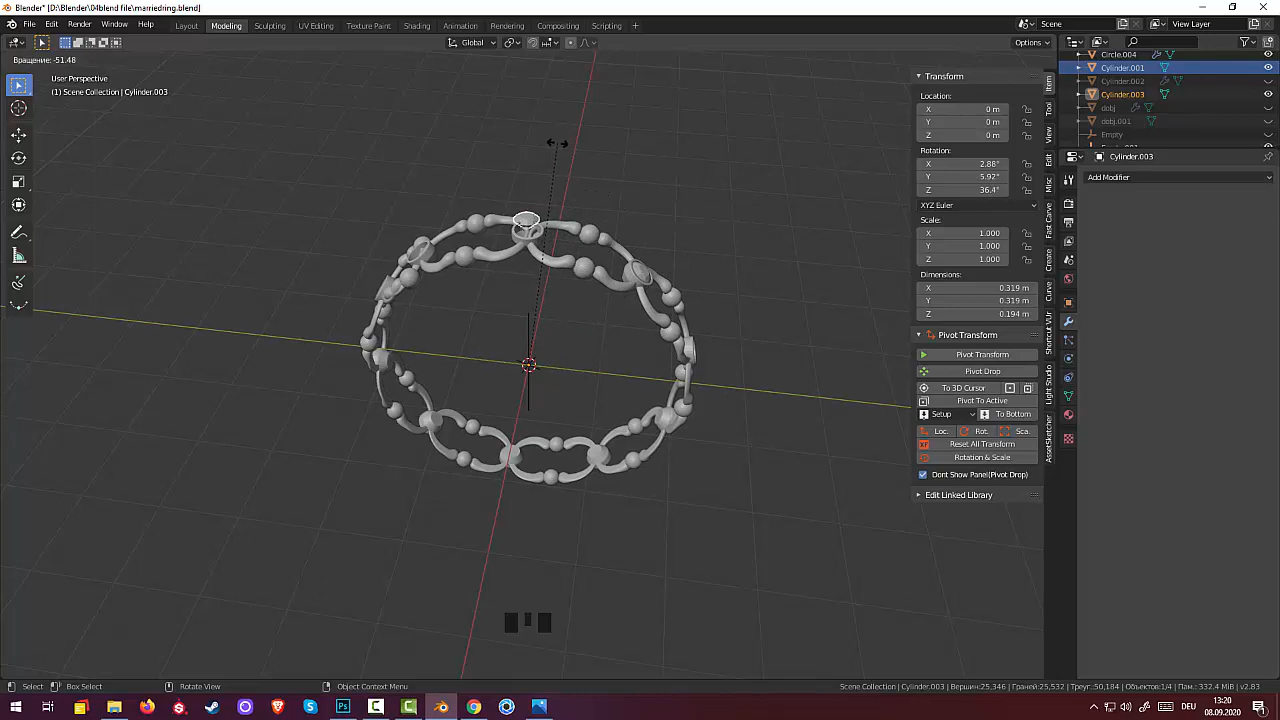 Blender* [D:\Blender\04blend file\marriedring.blend]
File Edit Render Window Help Layout Modeling UV Editing Texture Paint Shading Animation Rendering Compositing Scripting Scene View Layer
Global Options
Вращение: -51.48
User Perspective
(1) Scene Collection | Cylinder.003
Circle.004
Cylinder.001
Cylinder.002
Cylinder.003
dobj
dobj.001
Empty
Cylinder.003
Add Modifier
Transform
Location:
X 0 m
Y 0 m
Z 0 m
Rotation:
X 2.88°
Y 5.92°
Z 36.4°
XYZ Euler
Scale:
X 1.000
Y 1.000
Z 1.000
Dimensions:
X 0.319 m
Y 0.319 m
Z 0.194 m
Pivot Transform
Pivot Transform
Pivot Drop
To 3D Cursor
Pivot To Active
Setup To Bottom
Loc. Rot. Sca.
Reset All Transform
Rotation & Scale
Dont Show Panel(Pivot Drop)
Edit Linked Library
Item
Tool
View
Edit
Misc
Fast Carve
Create
Curve
Shortcut VUr
Light Studio
AssetSketcher
Select Box Select Rotate View Object Context Menu Scene Collection | Cylinder.003 | Вершин:25,346 | Граней:25,532 | Треуг.:50,184 | Объектов:1/4 | Пам.: 332.4 MiB | v2.83
DEU 13:20
08.09.2020